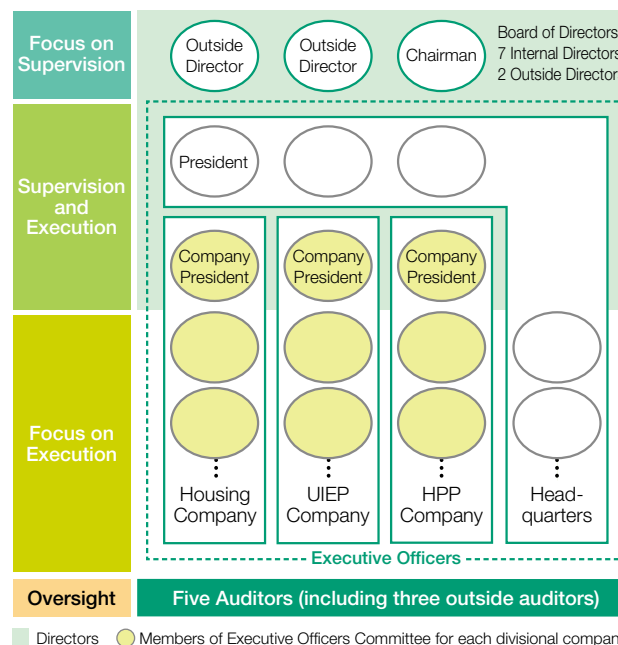 Focus on
Supervision
Outside
Director
Outside
Director
Chairman
Board of Directors
7 Internal Directors
2 Outside Director
Supervision
and
Execution
President
Company
President
Company
President
Company
President
Focus on
Execution
Housing
Company
UIEP
Company
HPP
Company
Head-
quarters
Executive Officers
Oversight
Five Auditors (including three outside auditors)
Directors
Members of Executive Officers Committee for each divisional compan